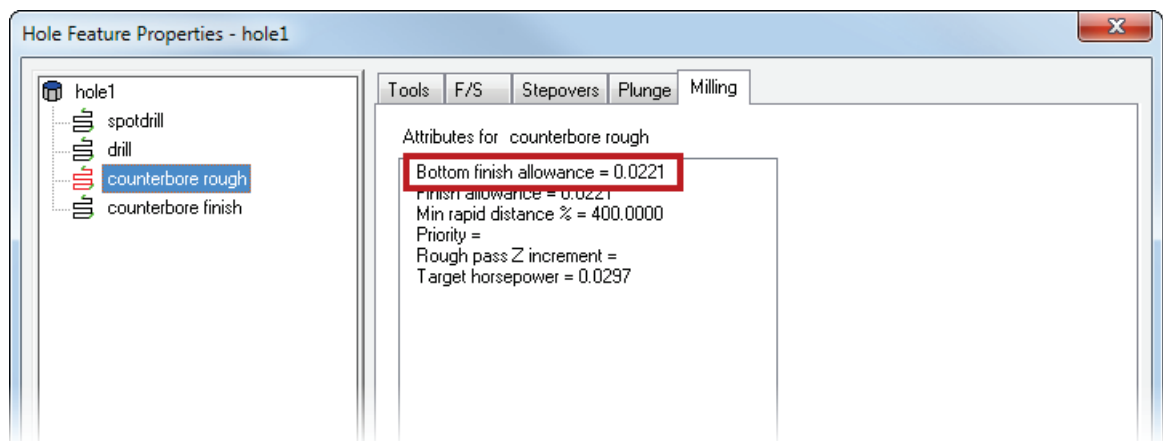 Hole Feature Properties - hole1
hole1
spotdrill
drill
counterbore rough
counterbore finish
Tools F/S Stepovers Plunge Milling
Attributes for counterbore rough
Bottom finish allowance = 0.0221
Finish allowance = 0.0221
Min rapid distance % = 400.0000
Priority =
Rough pass Z increment =
Target horsepower = 0.0297